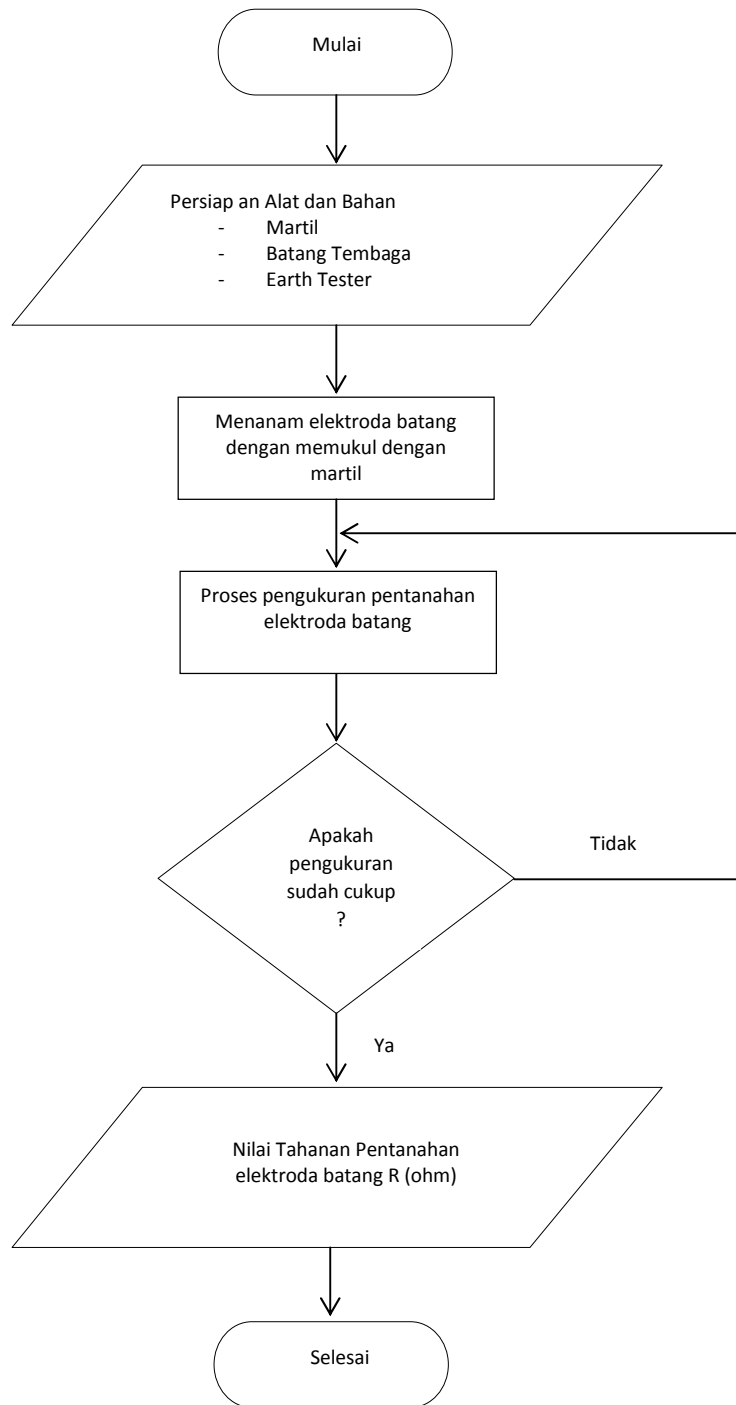 Mulai
Persiap an Alat dan Bahan
- Martil
- Batang Tembaga
- Earth Tester
Menanam elektroda batang
dengan memukul dengan
martil
Proses pengukuran pentanahan
elektroda batang
Apakah
pengukuran
sudah cukup
?
Tidak
Ya
Nilai Tahanan Pentanahan
elektroda batang R (ohm)
Selesai